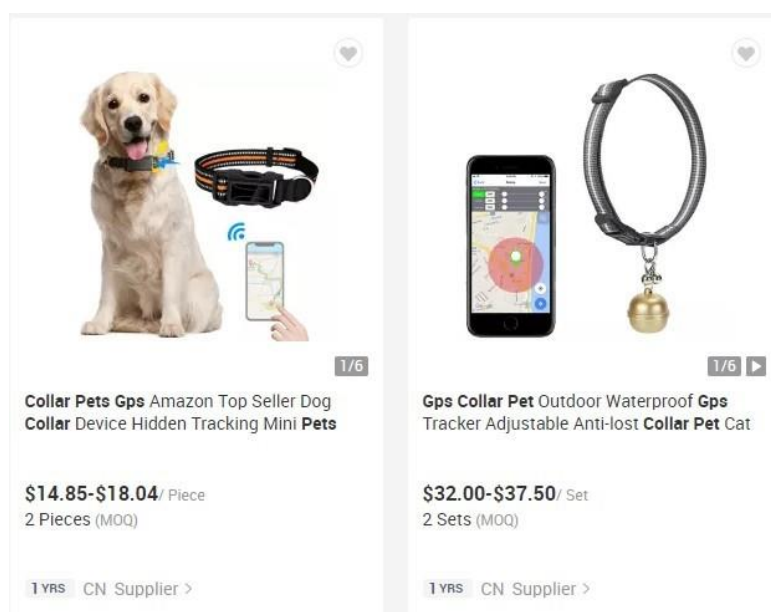 1/6
Collar Pets Gps Amazon Top Seller Dog
Collar Device Hidden Tracking Mini Pets
$14.85-$18.04/ Piece
2 Pieces (MOQ)
1 YRS CN Supplier >
1/6
Gps Collar Pet Outdoor Waterproof Gps
Tracker Adjustable Anti-lost Collar Pet Cat
$32.00-$37.50/ Set
2 Sets (MOQ)
1 YRS CN Supplier >